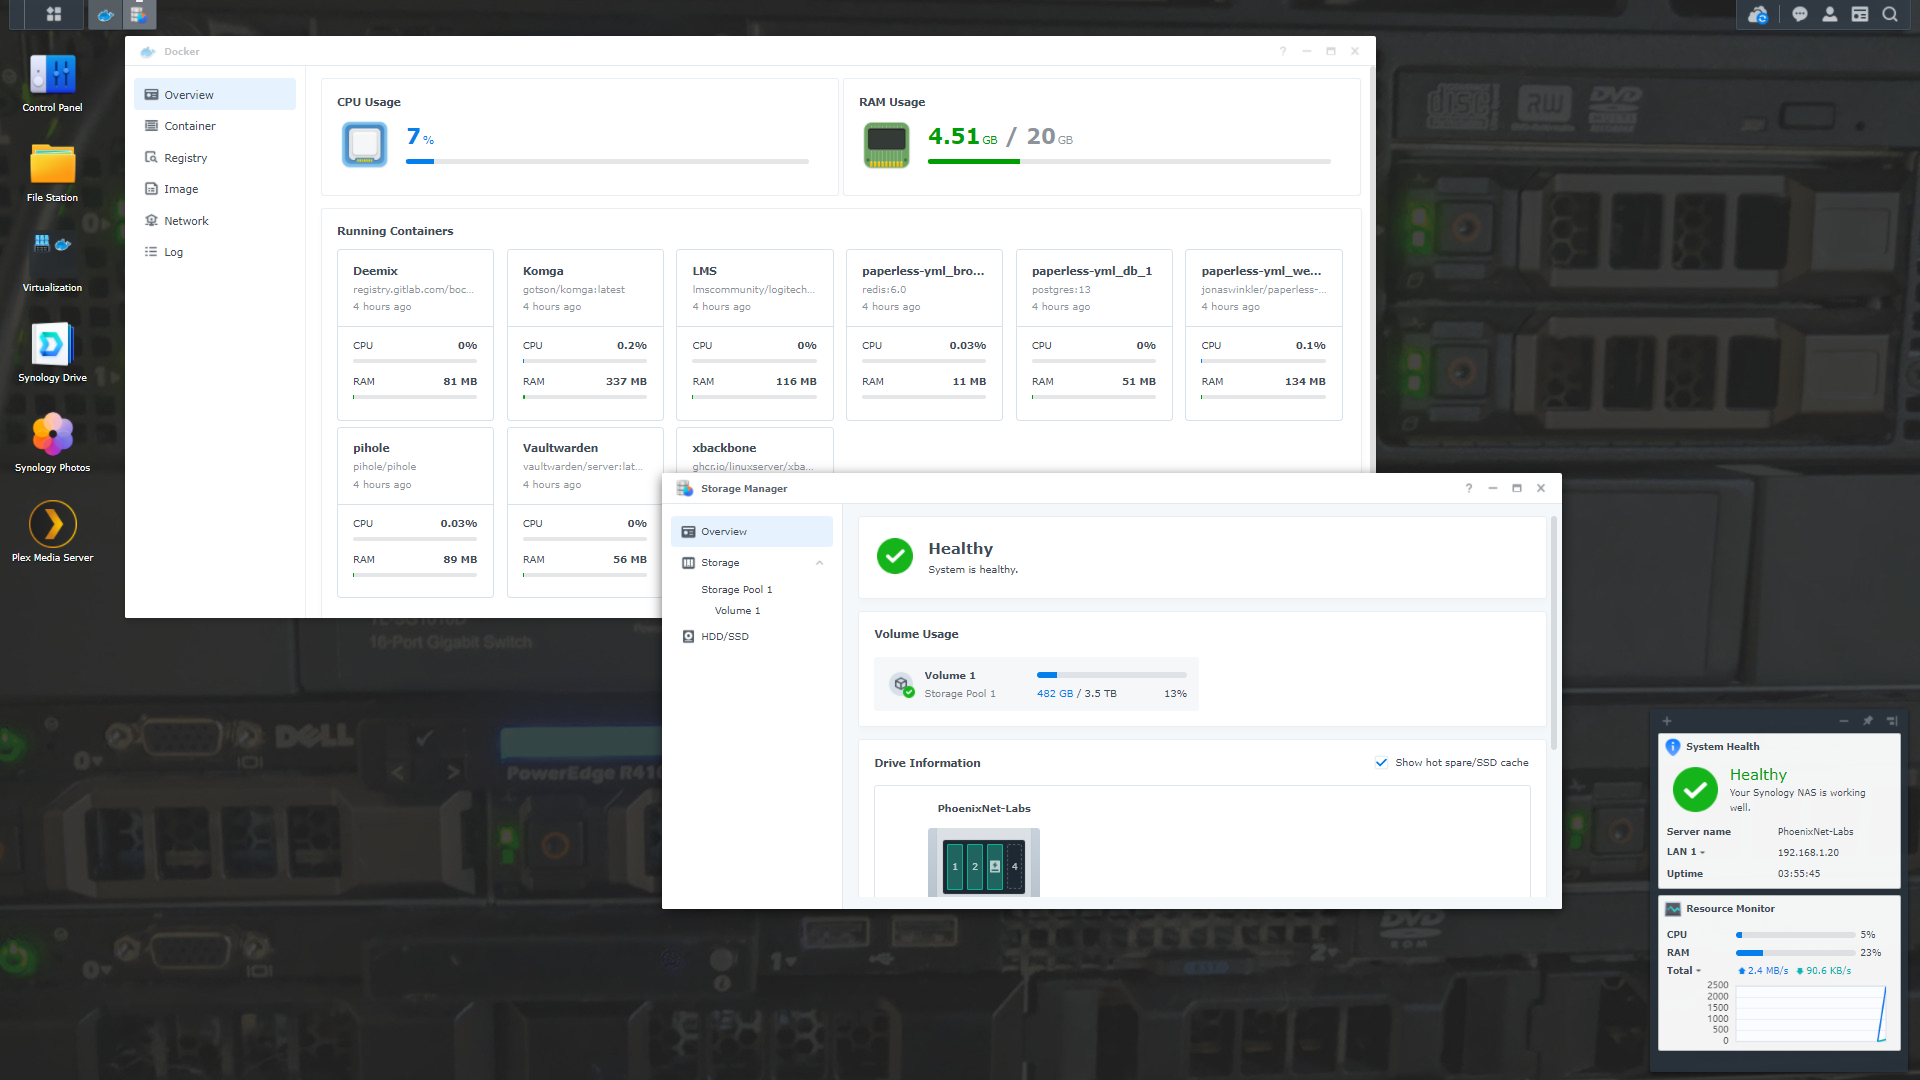 Control Panel
File Station
Virtualization
Synology Drive
Synology Photos
Plex Media Server
Docker
?
Overview
Container
Registry
Image
Network
Log
CPU Usage
7 %
RAM Usage
4.51 GB / 20 GB
Running Containers
Deemix
registry.gitlab.com/boc...
4 hours ago
CPU 0%
RAM 81 MB
Komga
gotson/komga:latest
4 hours ago
CPU 0.2%
RAM 337 MB
LMS
lmscommunity/logitech...
4 hours ago
CPU 0%
RAM 116 MB
paperless-yml_bro...
redis:6.0
4 hours ago
CPU 0.03%
RAM 11 MB
paperless-yml_db_1
postgres:13
4 hours ago
CPU 0%
RAM 51 MB
paperless-yml_we...
jonaswinkler/paperless-...
4 hours ago
CPU 0.1%
RAM 134 MB
pihole
pihole/pihole
4 hours ago
CPU 0.03%
RAM 89 MB
Vaultwarden
vaultwarden/server:lat...
4 hours ago
CPU 0%
RAM 56 MB
xbackbone
ghcr.io/linuxserver/xba...
Storage Manager
?
Overview
Storage
Storage Pool 1
Volume 1
HDD/SSD
Healthy
System is healthy.
Volume Usage
Volume 1
Storage Pool 1
482 GB / 3.5 TB 13%
Drive Information
Show hot spare/SSD cache
PhoenixNet-Labs
1 2 4
System Health
Healthy
Your Synology NAS is working
well.
Server name PhoenixNet-Labs
LAN 1 192.168.1.20
Uptime 03:55:45
Resource Monitor
CPU 5%
RAM 23%
Total 2.4 MB/s 90.6 KB/s
2500
2000
1500
1000
500
0
16-Port Gigabit Switch
DELL
PowerEdge R410
disc
RW
DVD
DVD
ROM